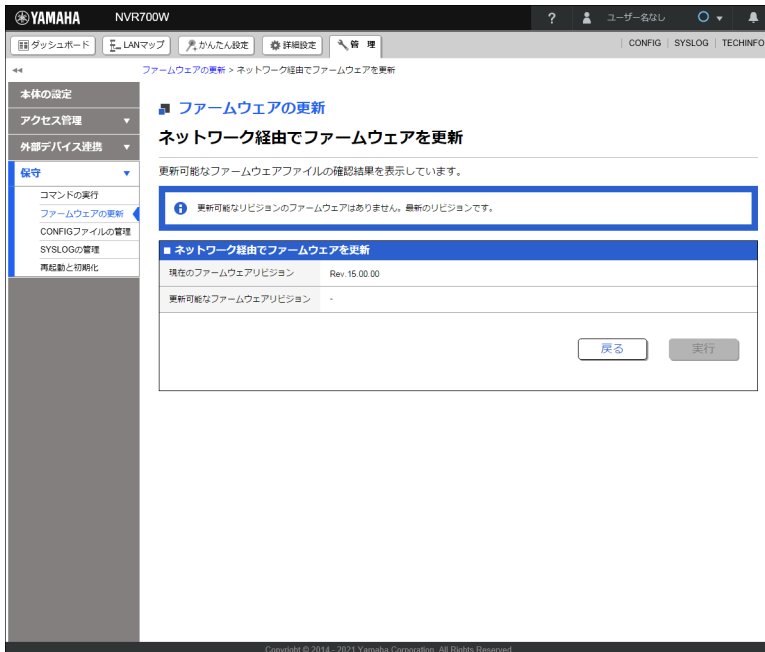 YAMAHA NVR700W ? ユーザー名なし
ダッシュボード LANマップ かんたん設定 詳細設定 管 理 CONFIG SYSLOG TECHINFO
ファームウェアの更新 > ネットワーク経由でファームウェアを更新
本体の設定
アクセス管理
外部デバイス連携
保守
コマンドの実行
ファームウェアの更新
CONFIGファイルの管理
SYSLOGの管理
再起動と初期化
ファームウェアの更新
ネットワーク経由でファームウェアを更新
更新可能なファームウェアファイルの確認結果を表示しています。
更新可能なリビジョンのファームウェアはありません。最新のリビジョンです。
ネットワーク経由でファームウェアを更新
現在のファームウェアリビジョン Rev.15.00.00
更新可能なファームウェアリビジョン -
戻る 実行
Copyright © 2014 - 2021 Yamaha Corporation. All Rights Reserved.